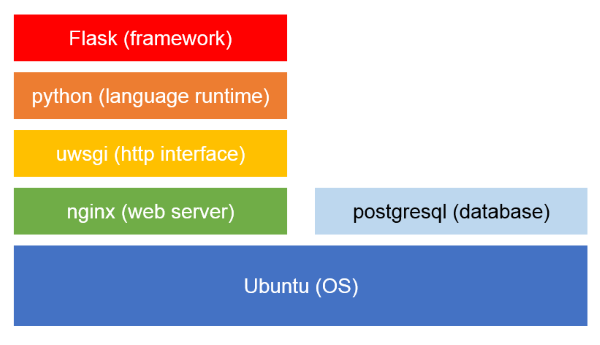 Flask (framework)
python (language runtime)
uwsgi (http interface)
nginx (web server)
postgresql (database)
Ubuntu (OS)